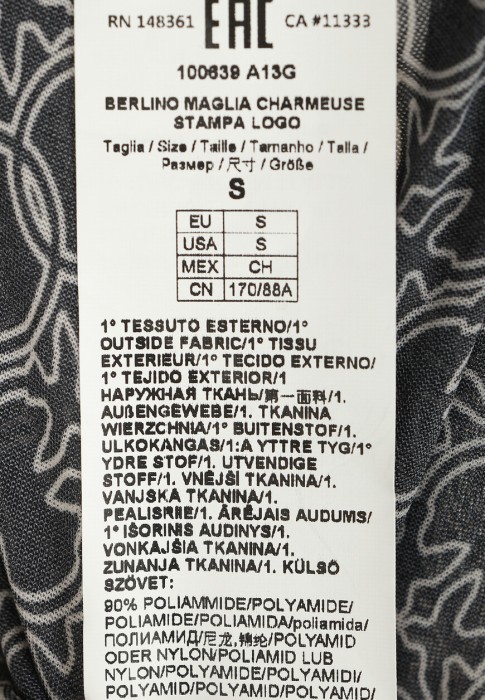 RN 148361 EAC CA #11333
100639 A13G
BERLINO MAGLIA CHARMEUSE
STAMPA LOGO
Taglia / Size / Taille / Tamanho / Talla /
Размер / 尺寸 / Größe
S
EU S
USA S
MEX CH
CN 170/88A
1° TESSUTO ESTERNO/1°
OUTSIDE FABRIC/1° TISSU
EXTERIEUR/1° TECIDO EXTERNO/
1° TEJIDO EXTERIOR/1
НАРУЖНАЯ ТКАНЬ/第一面料/1.
AUßENGEWEBE/1. TKANINA
WIERZCHNIA/1° BUITENSTOF/1.
ULKOKANGAS/1:A YTTRE TYG/1°
YDRE STOF/1. UTVENDIGE
STOFF/1. VNĚJŠÍ TKANINA/1.
VANJSKA TKANINA/1.
PEALISRIIE/1. ĀRĒJAIS AUDUMS/
1° IŠORINIS AUDINYS/1.
VONKAJŠIA TKANINA/1.
ZUNANJA TKANINA/1. KÜLSŐ
SZÖVET:
90% POLIAMMIDE/POLYAMIDE/
POLIAMIDE/POLIAMIDA/poliamida/
ПОЛИАМИД/尼龙,锦纶/POLYAMID
ODER NYLON/POLIAMID LUB
NYLON/POLYAMIDE/POLYAMIDI/
POLYAMID/POLYAMID/POLYAMID/